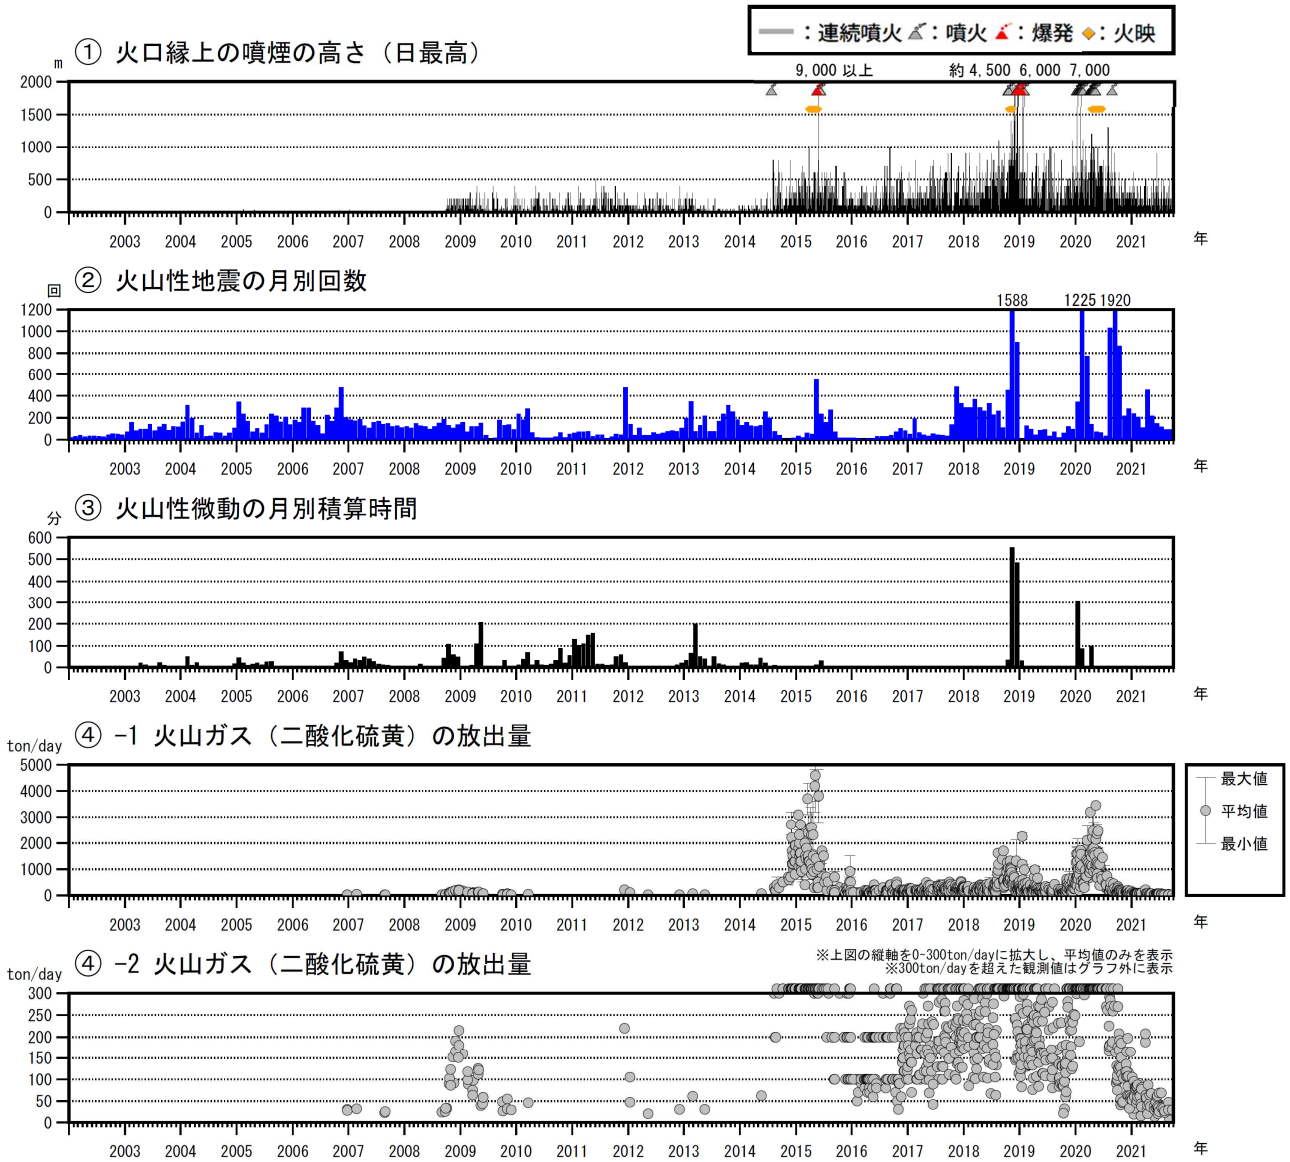 ：連続噴火 ：噴火 ：爆発 ：火映
① 火口縁上の噴煙の高さ（日最高）
m
9,000 以上 約 4,500 6,000 7,000
2000
1500
1000
500
0
2003 2004 2005 2006 2007 2008 2009 2010 2011 2012 2013 2014 2015 2016 2017 2018 2019 2020 2021 年
② 火山性地震の月別回数
回
1588 1225 1920
1200
1000
800
600
400
200
0
2003 2004 2005 2006 2007 2008 2009 2010 2011 2012 2013 2014 2015 2016 2017 2018 2019 2020 2021 年
③ 火山性微動の月別積算時間
分
600
500
400
300
200
100
0
2003 2004 2005 2006 2007 2008 2009 2010 2011 2012 2013 2014 2015 2016 2017 2018 2019 2020 2021 年
④ -1 火山ガス（二酸化硫黄）の放出量
ton/day
5000
4000
3000
2000
1000
0
最大値
平均値
最小値
2003 2004 2005 2006 2007 2008 2009 2010 2011 2012 2013 2014 2015 2016 2017 2018 2019 2020 2021 年
④ -2 火山ガス（二酸化硫黄）の放出量
※上図の縦軸を0-300ton/dayに拡大し、平均値のみを表示
※300ton/dayを超えた観測値はグラフ外に表示
ton/day
300
250
200
150
100
50
0
2003 2004 2005 2006 2007 2008 2009 2010 2011 2012 2013 2014 2015 2016 2017 2018 2019 2020 2021 年